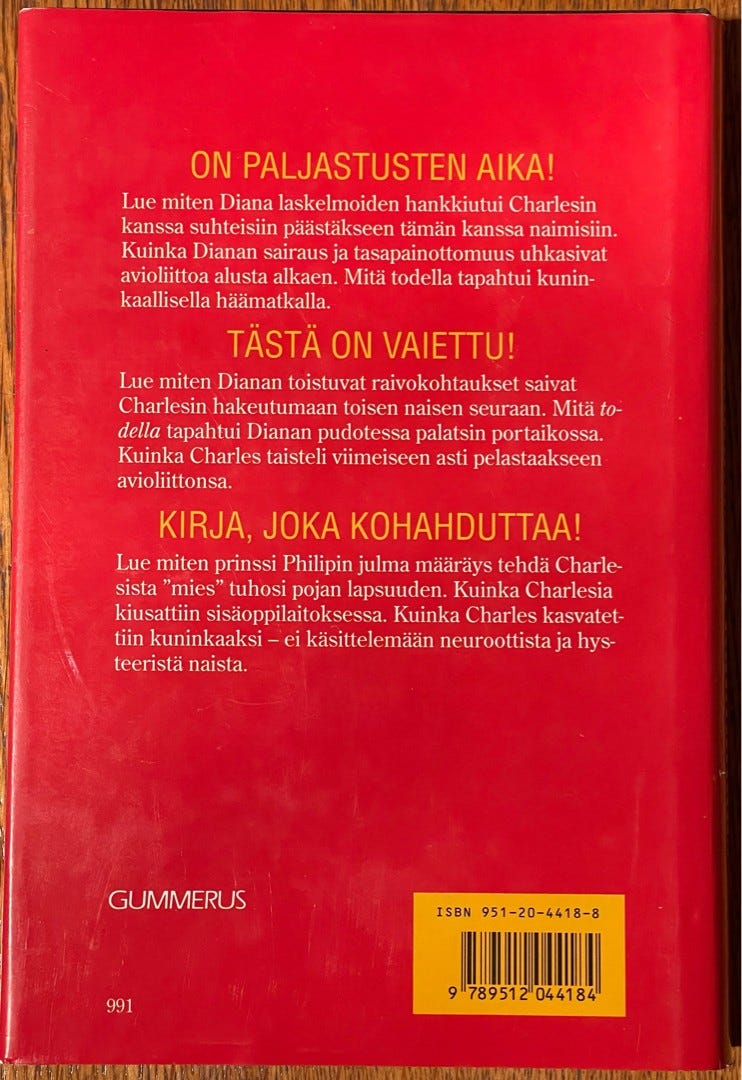 ON PALJASTUSTEN AIKA!
Lue miten Diana laskelmoiden hankkiutui Charlesin
kanssa suhteisiin päästäkseen tämän kanssa naimisiin.
Kuinka Dianan sairaus ja tasapainottomuus uhkasivat
avioliittoa alusta alkaen. Mitä todella tapahtui kunin-
kaallisella häämatkalla.
TÄSTÄ ON VAIETTU!
Lue miten Dianan toistuvat raivokohtaukset saivat
Charlesin hakeutumaan toisen naisen seuraan. Mitä to-
della tapahtui Dianan pudotessa palatsin portaikossa.
Kuinka Charles taisteli viimeiseen asti pelastaakseen
avioliittonsa.
KIRJA, JOKA KOHAHDUTTAA!
Lue miten prinssi Philipin julma määräys tehdä Charle-
sista ”mies” tuhosi pojan lapsuuden. Kuinka Charlesia
kiusattiin sisäoppilaitoksessa. Kuinka Charles kasvatet-
tiin kuninkaaksi – ei käsittelemään neuroottista ja hys-
teeristä naista.
GUMMERUS
ISBN 951-20-4418-8
9 789512 044184
991